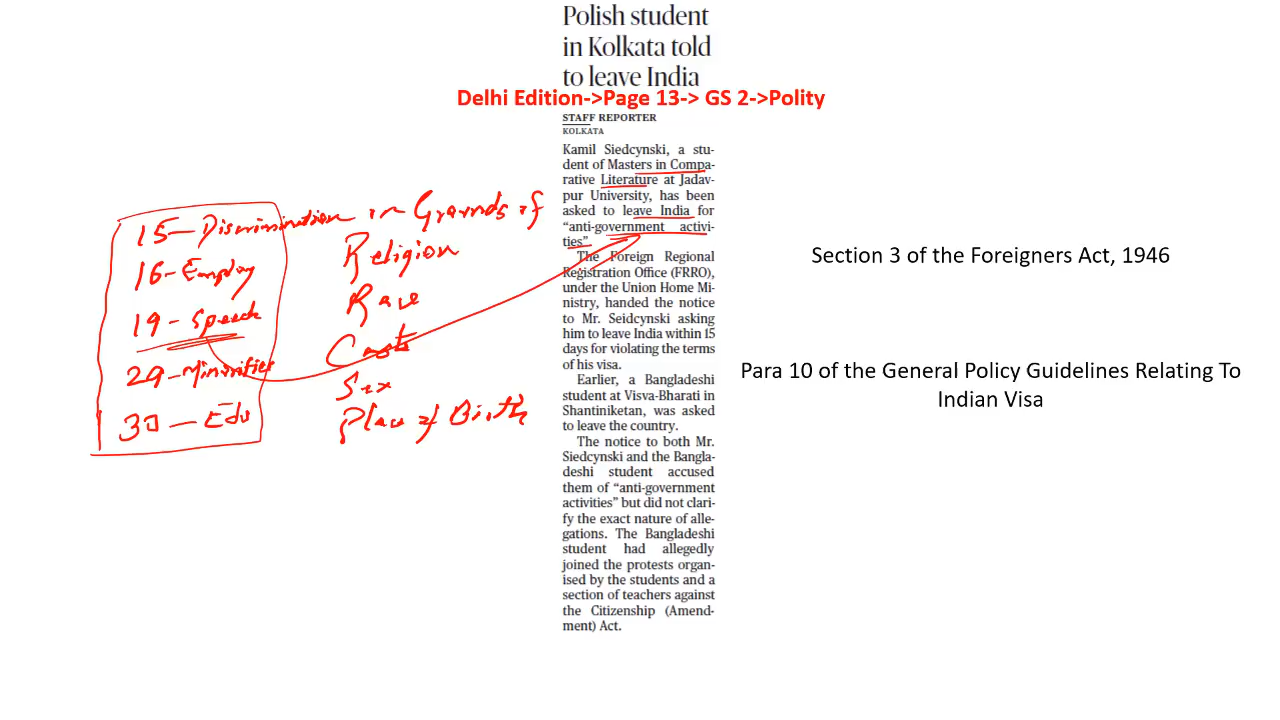 Polish student
in Kolkata told
to leave India
Delhi Edition->Page 13-> GS 2->Polity
STAFF REPORTER
KOLKATA
Kamil Siedcynski, a stu-
dent of Masters in Compa-
rative Literature at Jadav-
pur University, has been
asked to leave India for
“anti-government activi-
ties”.
The Foreign Regional
Registration Office (FRRO),
under the Union Home Mi-
nistry, handed the notice
to Mr. Seidcynski asking
him to leave India within 15
days for violating the terms
of his visa.
Earlier, a Bangladeshi
student at Visva-Bharati in
Shantiniketan, was asked
to leave the country.
The notice to both Mr.
Siedcynski and the Bangla-
deshi student accused
them of “anti-government
activities” but did not clari-
fy the exact nature of alle-
gations. The Bangladeshi
student had allegedly
joined the protests organ-
ised by the students and a
section of teachers against
the Citizenship (Amend-
ment) Act.
15 - Discrimination on Grounds of
Religion
Race
Caste
Sex
Place of Birth
16 - Employ
19 - Speech
29 - Minorities
30 - Edu
Section 3 of the Foreigners Act, 1946
Para 10 of the General Policy Guidelines Relating To
Indian Visa